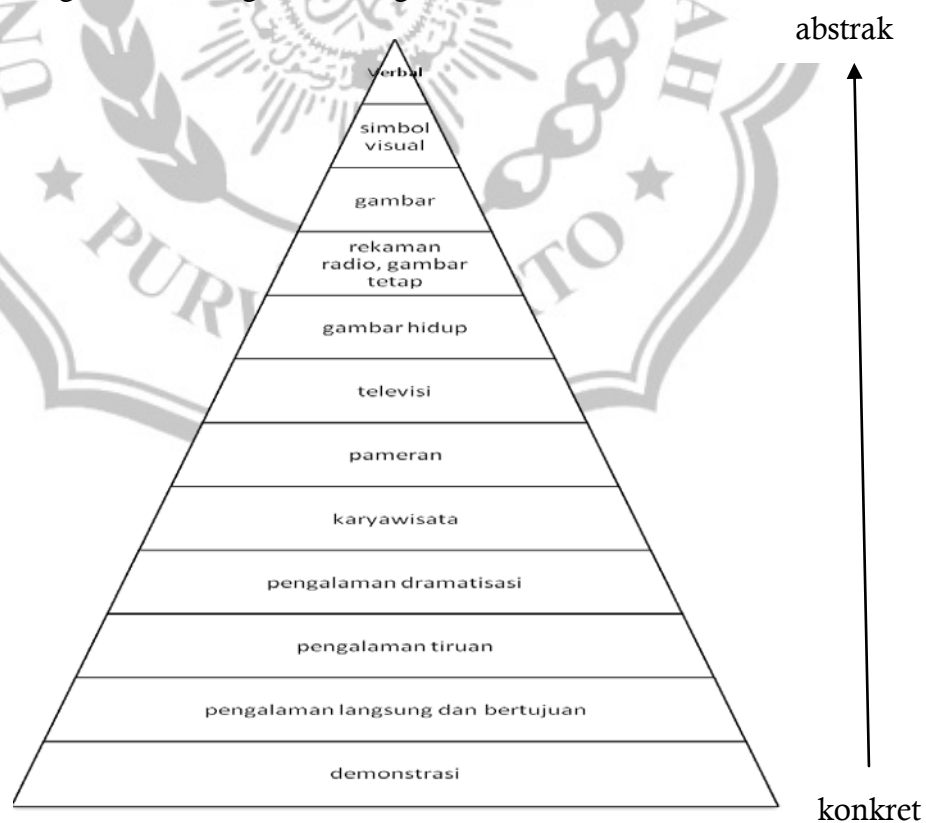 abstrak
Verbal
simbol
visual
gambar
rekaman
radio, gambar
tetap
gambar hidup
televisi
pameran
karyawisata
pengalaman dramatisasi
pengalaman tiruan
pengalaman langsung dan bertujuan
demonstrasi
konkret